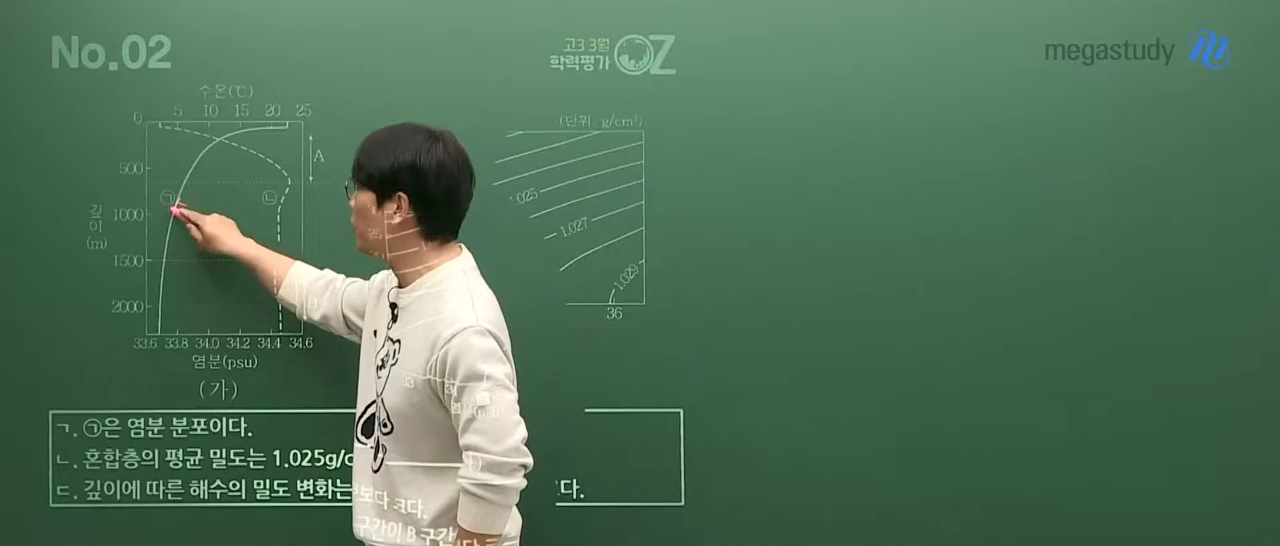 No.02
고3 3월
학력평가 OZ
megastudy
수온(℃)
0 5 10 15 20 25
500
1000
1500
2000
깊이(m)
㉠
㉡
A
33.6 33.8 34.0 34.2 34.4 34.6
염분(psu)
(가)
(단위 : g/cm³)
1.025
1.027
1.029
36
ㄱ. ㉠은 염분 분포이다.
ㄴ. 혼합층의 평균 밀도는 1.025g/c
보다 크다.
ㄷ. 깊이에 따른 해수의 밀도 변화는
구간이 B 구간
다.